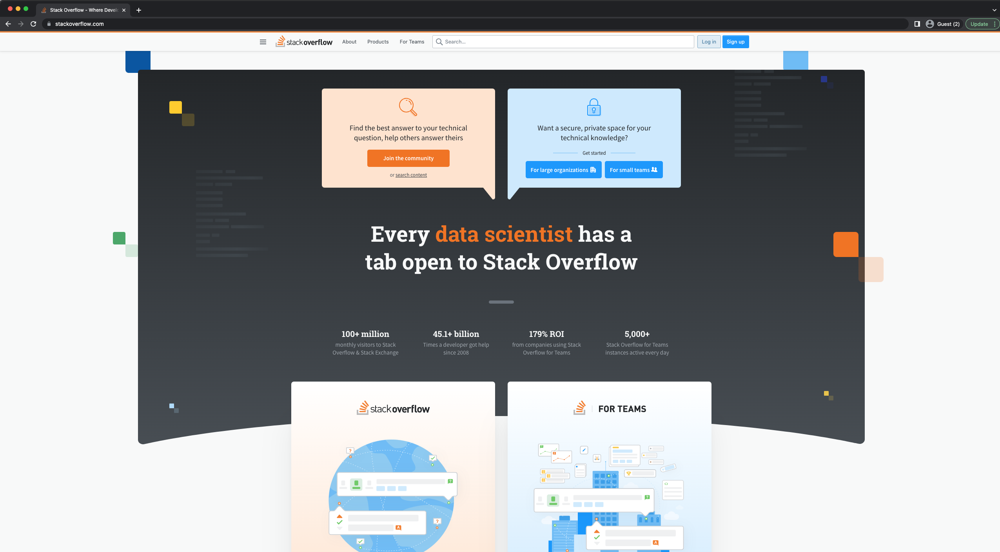 Stack Overflow - Where Develo
stackoverflow.com
Guest (2)
Update
stack overflow
About
Products
For Teams
Search...
Log in
Sign up
Find the best answer to your technical
question, help others answer theirs
Join the community
or search content
Want a secure, private space for your
technical knowledge?
Get started
For large organizations
For small teams
Every data scientist has a
tab open to Stack Overflow
100+ million
monthly visitors to Stack
Overflow & Stack Exchange
45.1+ billion
Times a developer got help
since 2008
179% ROI
from companies using Stack
Overflow for Teams
5,000+
Stack Overflow for Teams
instances active every day
stack overflow
FOR TEAMS
?
?
?
A
?
A
A